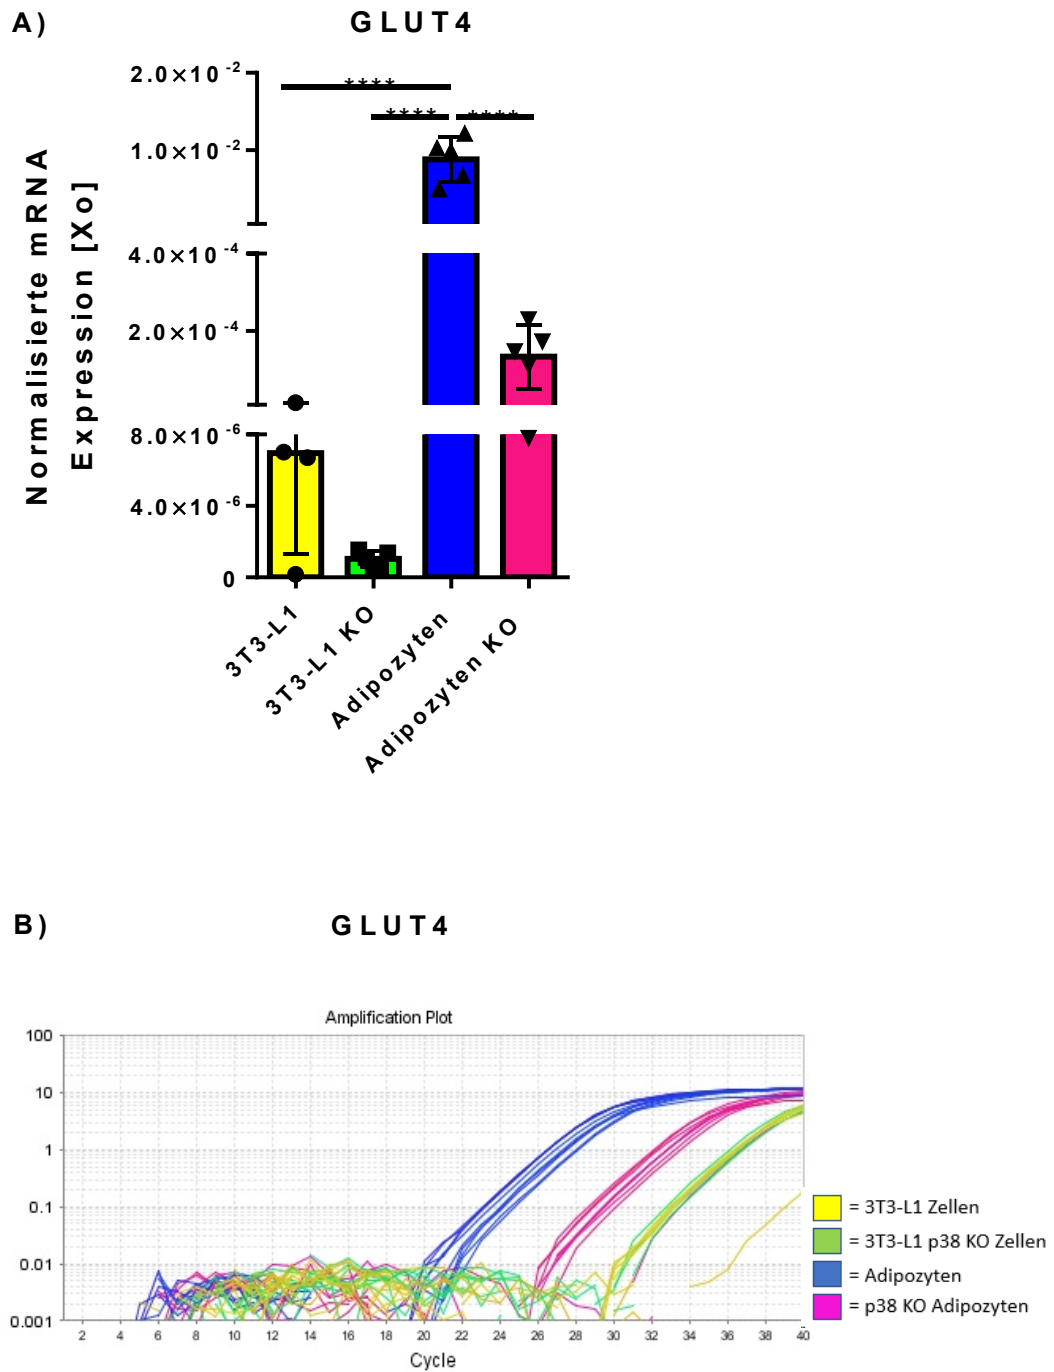 A)
GLUT4
Normalisierte mRNA
Expression [Xo]
2.0×10 -2
1.0×10 -2
4.0×10 -4
2.0×10 -4
8.0×10 -6
4.0×10 -6
0
****
**** ****
3T3-L1
3T3-L1 KO
Adipozyten
Adipozyten KO
B)
GLUT4
Amplification Plot
100
10
1
0.1
0.01
0.001
2 4 6 8 10 12 14 16 18 20 22 24 26 28 30 32 34 36 38 40
Cycle
= 3T3-L1 Zellen
= 3T3-L1 p38 KO Zellen
= Adipozyten
= p38 KO Adipozyten